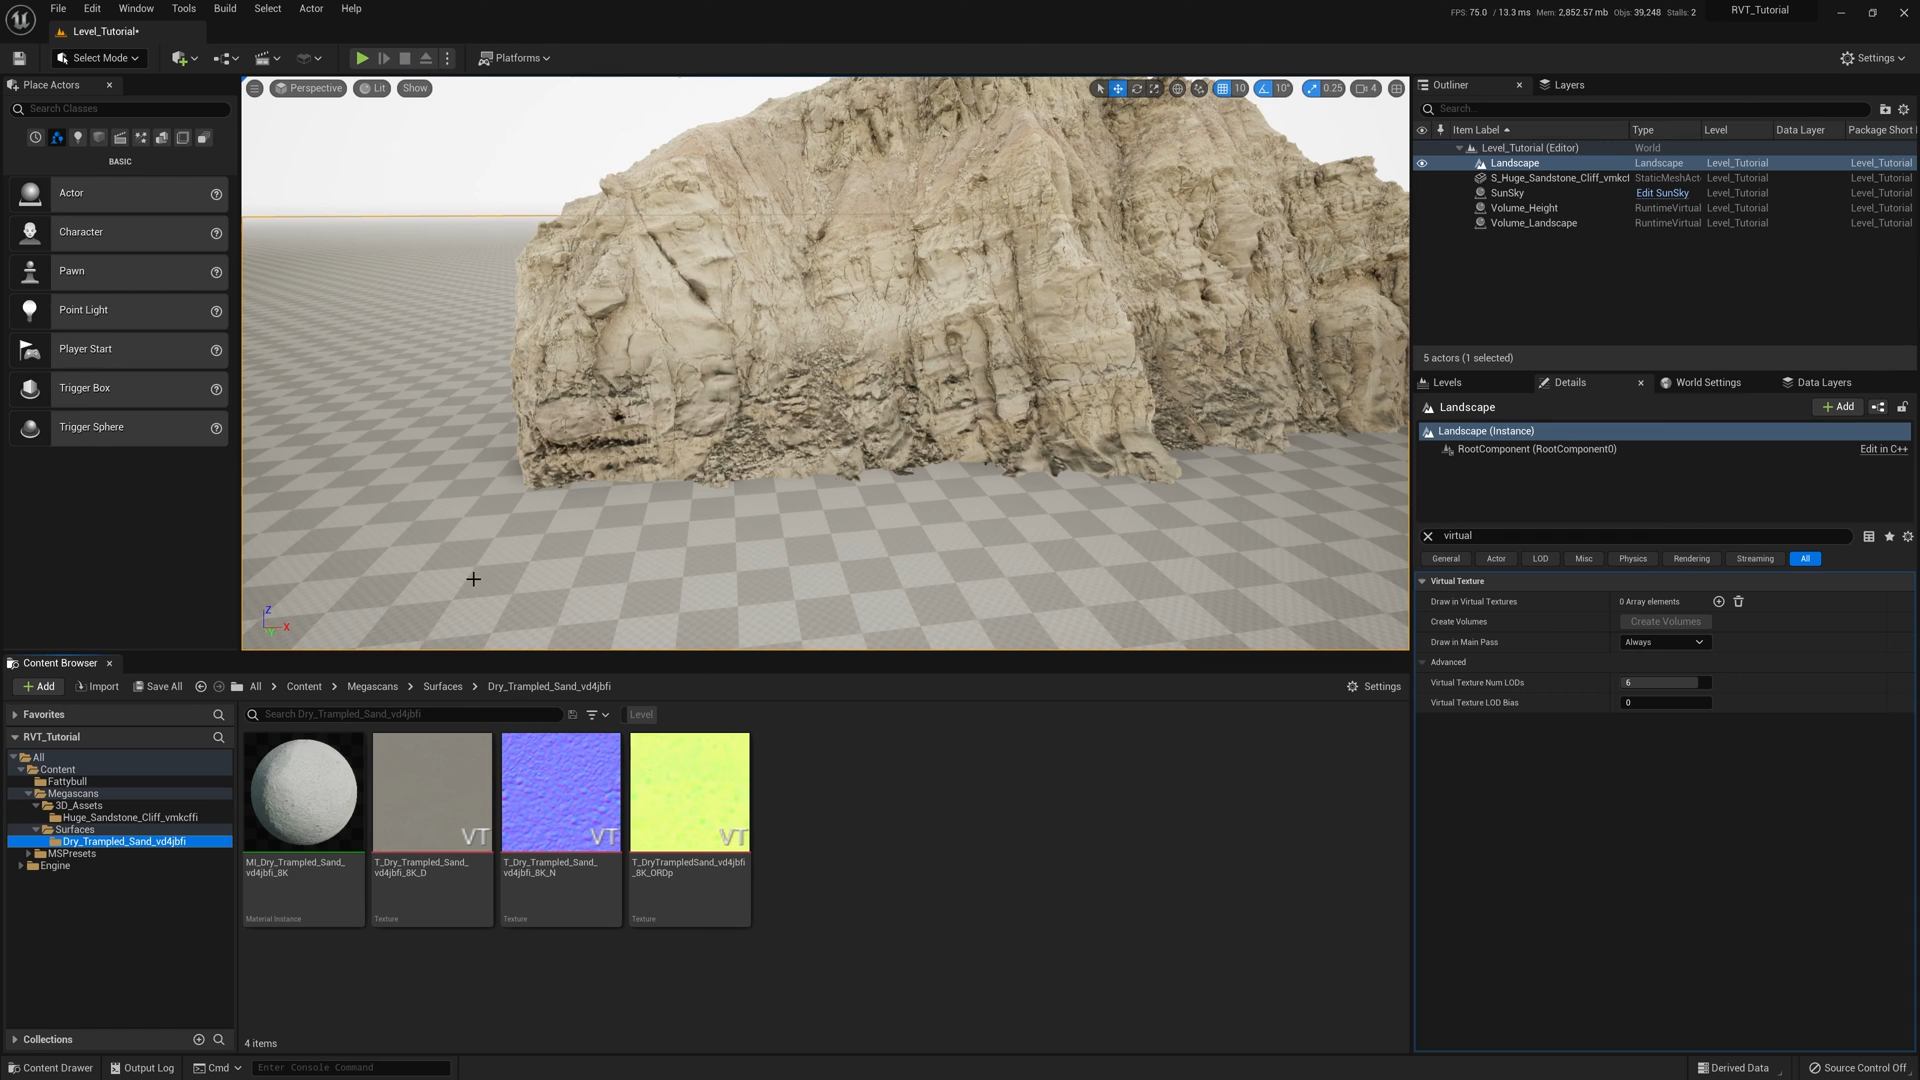 File Edit Window Tools Build Select Actor Help
FPS: 75.0 / 13.3 ms Mem: 2,852.57 mb Objs: 39,248 Stalls: 2
RVT_Tutorial
Level_Tutorial*
Select Mode
Platforms
Settings
Place Actors
Search Classes
BASIC
Actor
Character
Pawn
Point Light
Player Start
Trigger Box
Trigger Sphere
Perspective Lit Show
10 10° 0.25 4
Z
X
Y
Outliner Layers
Search...
Item Label Type Level Data Layer Package Short
Level_Tutorial (Editor) World
Landscape Landscape Level_Tutorial Level_Tutorial
S_Huge_Sandstone_Cliff_vmkcf StaticMeshAct Level_Tutorial Level_Tutorial
SunSky Edit SunSky Level_Tutorial Level_Tutorial
Volume_Height RuntimeVirtual Level_Tutorial Level_Tutorial
Volume_Landscape RuntimeVirtual Level_Tutorial Level_Tutorial
5 actors (1 selected)
Levels Details World Settings Data Layers
Landscape
Add
Landscape (Instance)
RootComponent (RootComponent0) Edit in C++
virtual
General Actor LOD Misc Physics Rendering Streaming All
Virtual Texture
Draw in Virtual Textures 0 Array elements
Create Volumes Create Volumes
Draw in Main Pass Always
Advanced
Virtual Texture Num LODs 6
Virtual Texture LOD Bias 0
Content Browser
Add Import Save All All Content Megascans Surfaces Dry_Trampled_Sand_vd4jbfi
Settings
Favorites
RVT_Tutorial
All
Content
Fattybull
Megascans
3D_Assets
Huge_Sandstone_Cliff_vmkcffi
Surfaces
Dry_Trampled_Sand_vd4jbfi
MSPresets
Engine
Collections
Search Dry_Trampled_Sand_vd4jbfi
Level
VT VT VT
MI_Dry_Trampled_Sand_
vd4jbfi_8K
Material Instance
T_Dry_Trampled_Sand_
vd4jbfi_8K_D
Texture
T_Dry_Trampled_Sand_
vd4jbfi_8K_N
Texture
T_DryTrampledSand_vd4jbfi
_8K_ORDp
Texture
4 items
Content Drawer Output Log Cmd Enter Console Command
Derived Data Source Control Off